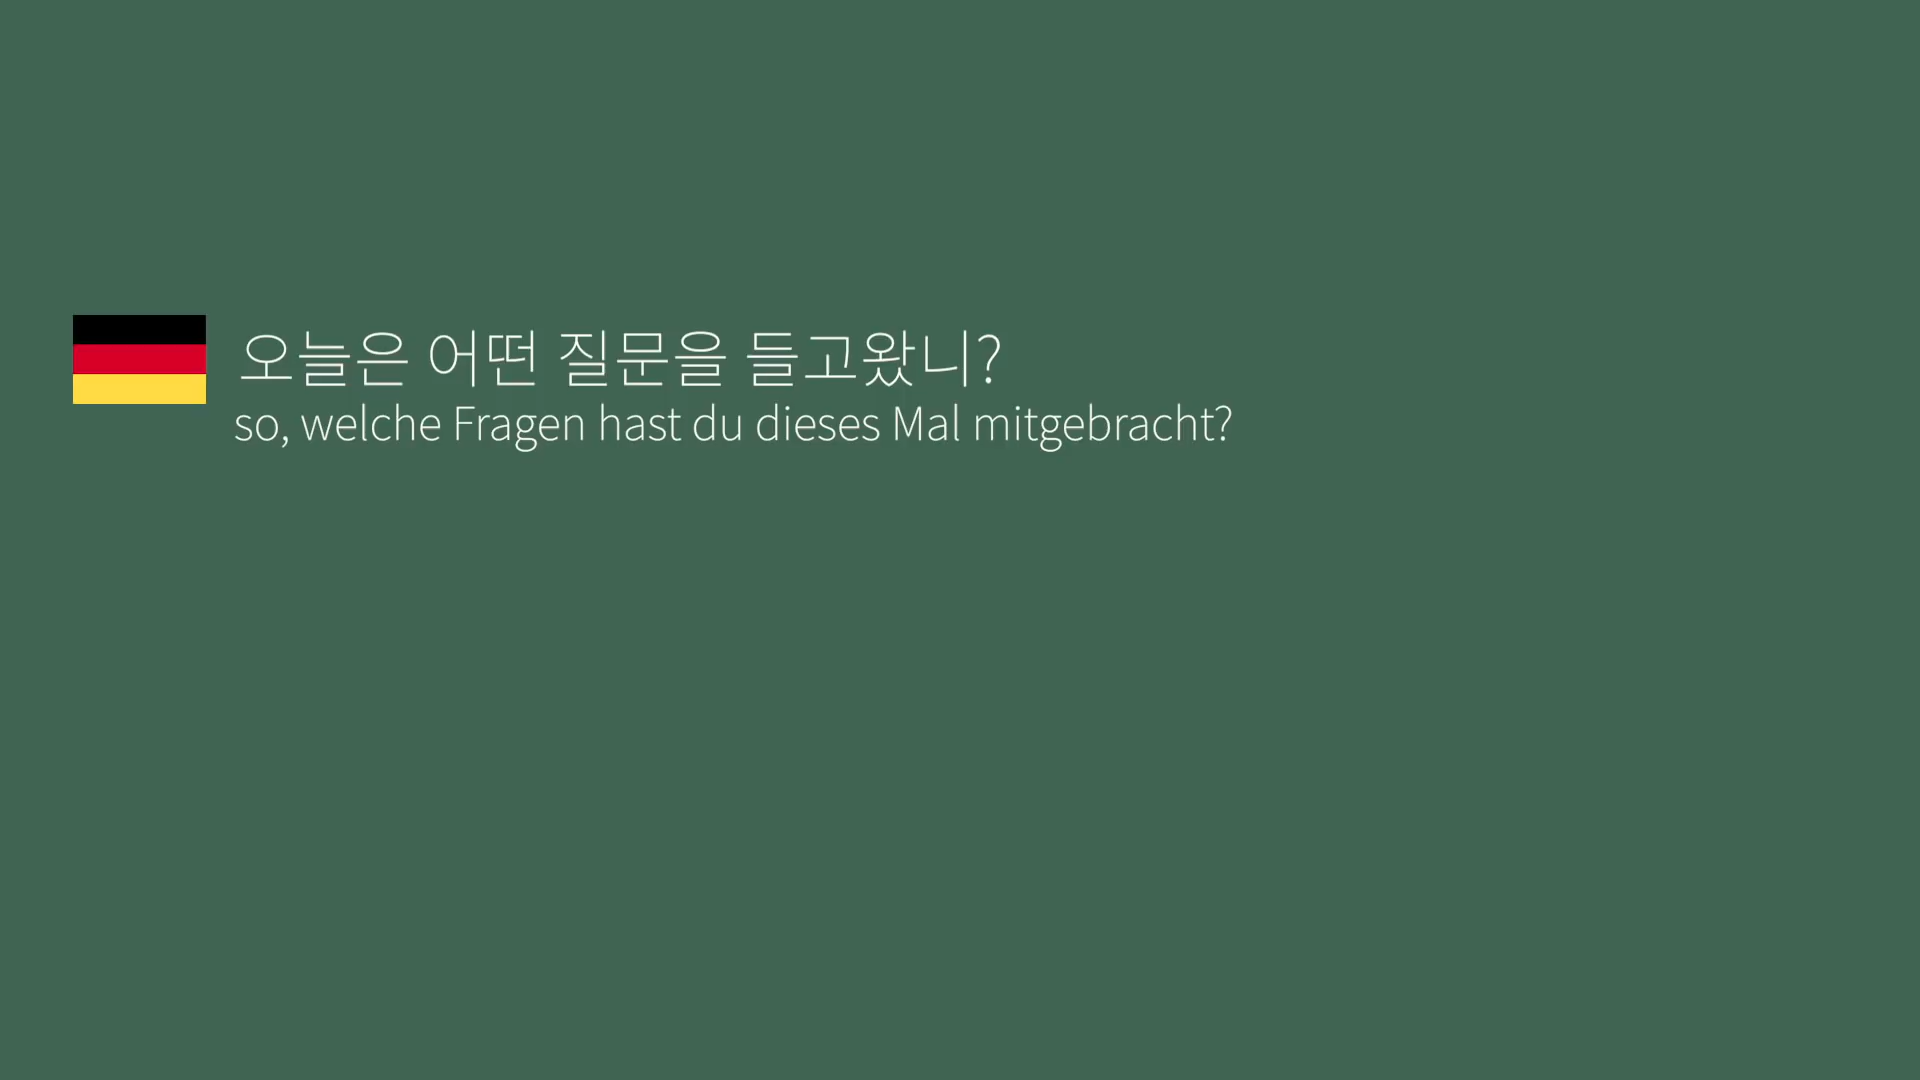 오늘은 어떤 질문을 들고왔니?
so, welche Fragen hast du dieses Mal mitgebracht?